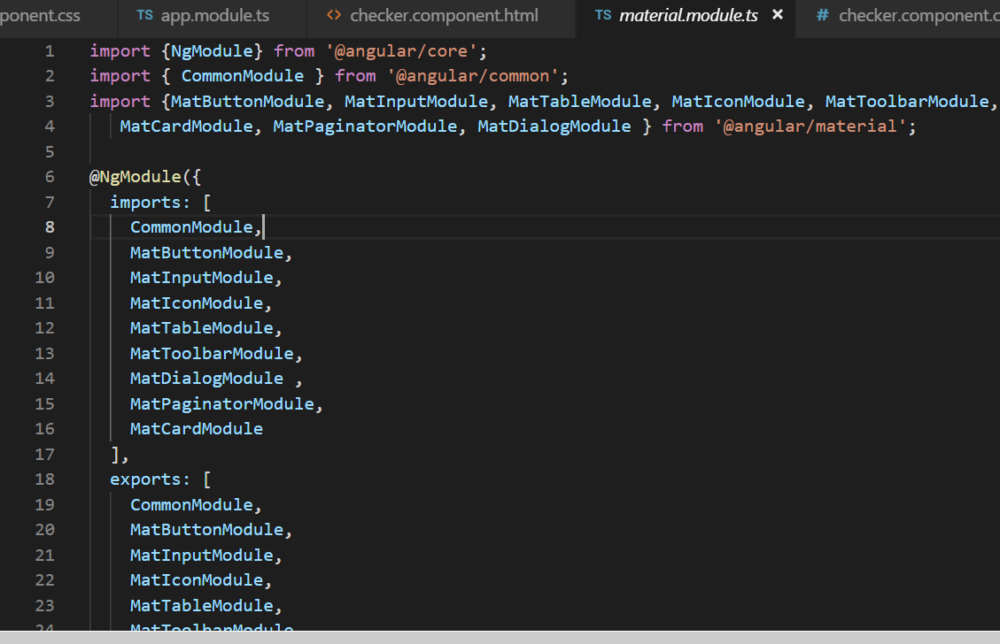 ponent.css TS app.module.ts <> checker.component.html TS material.module.ts × # checker.component.c
1 import {NgModule} from '@angular/core';
2 import { CommonModule } from '@angular/common';
3 import {MatButtonModule, MatInputModule, MatTableModule, MatIconModule, MatToolbarModule,
4 MatCardModule, MatPaginatorModule, MatDialogModule } from '@angular/material';
5
6 @NgModule({
7 imports: [
8 CommonModule,
9 MatButtonModule,
10 MatInputModule,
11 MatIconModule,
12 MatTableModule,
13 MatToolbarModule,
14 MatDialogModule ,
15 MatPaginatorModule,
16 MatCardModule
17 ],
18 exports: [
19 CommonModule,
20 MatButtonModule,
21 MatInputModule,
22 MatIconModule,
23 MatTableModule,
24 MatToolbarModule